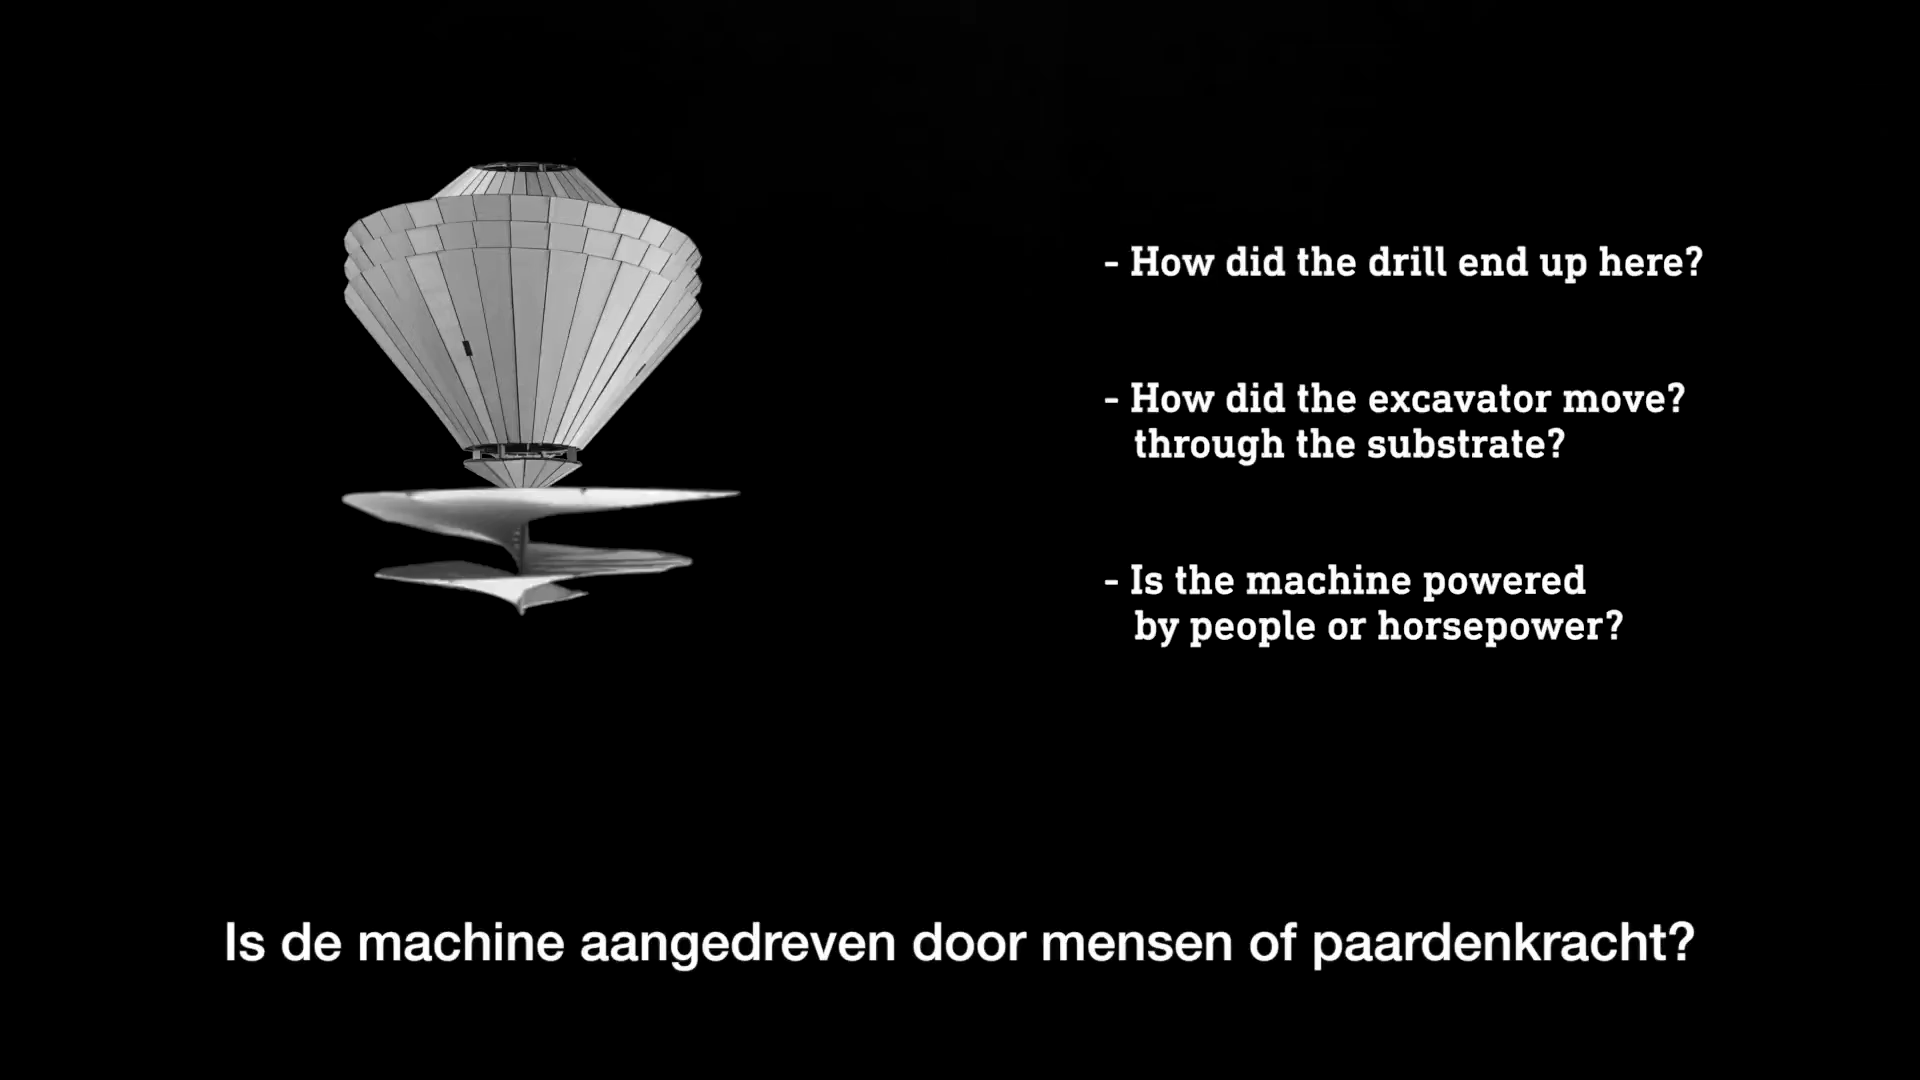 - How did the drill end up here?
- How did the excavator move?
through the substrate?
- Is the machine powered
by people or horsepower?
Is de machine aangedreven door mensen of paardenkracht?